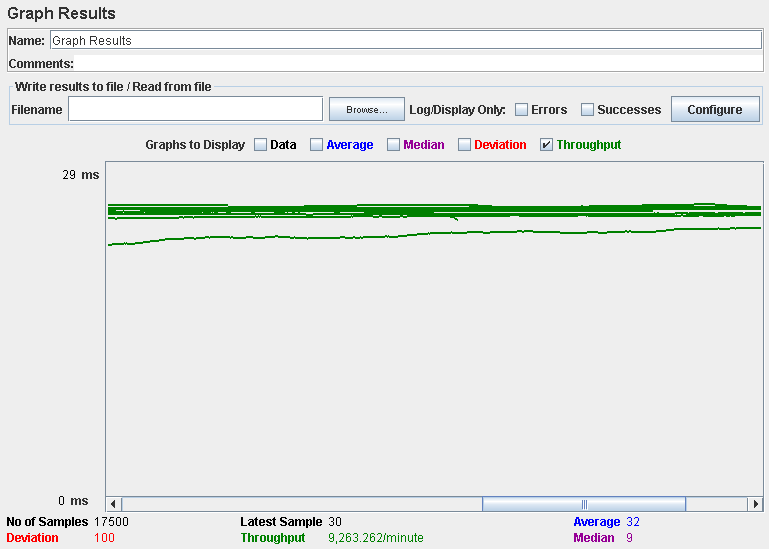 Graph Results
Name: Graph Results
Comments:
Write results to file / Read from file
Filename Browse... Log/Display Only: Errors Successes Configure
Graphs to Display Data Average Median Deviation Throughput
29 ms
0 ms
No of Samples 17500 Latest Sample 30 Average 32
Deviation 100 Throughput 9,263.262/minute Median 9